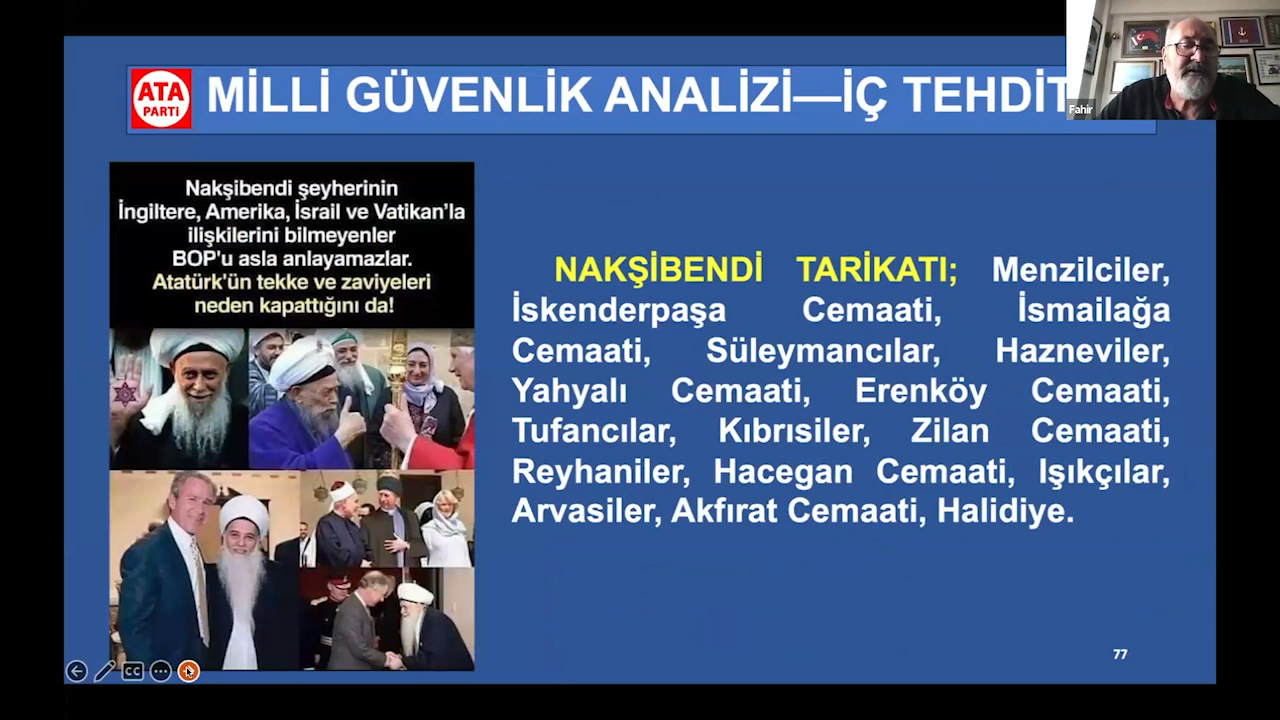 ATA
PARTİ
MİLLİ GÜVENLİK ANALİZİ—İÇ TEHDİT
Fahir
Nakşibendi şeyherinin
İngiltere, Amerika, İsrail ve Vatikan'la
ilişkilerini bilmeyenler
BOP'u asla anlayamazlar.
Atatürk'ün tekke ve zaviyeleri
neden kapattığını da!
NAKŞİBENDİ TARİKATI; Menzilciler,
İskenderpaşa Cemaati, İsmailağa
Cemaati, Süleymancılar, Hazneviler,
Yahyalı Cemaati, Erenköy Cemaati,
Tufancılar, Kıbrısiler, Zilan Cemaati,
Reyhaniler, Hacegan Cemaati, Işıkçılar,
Arvasiler, Akfırat Cemaati, Halidiye.
CC
77